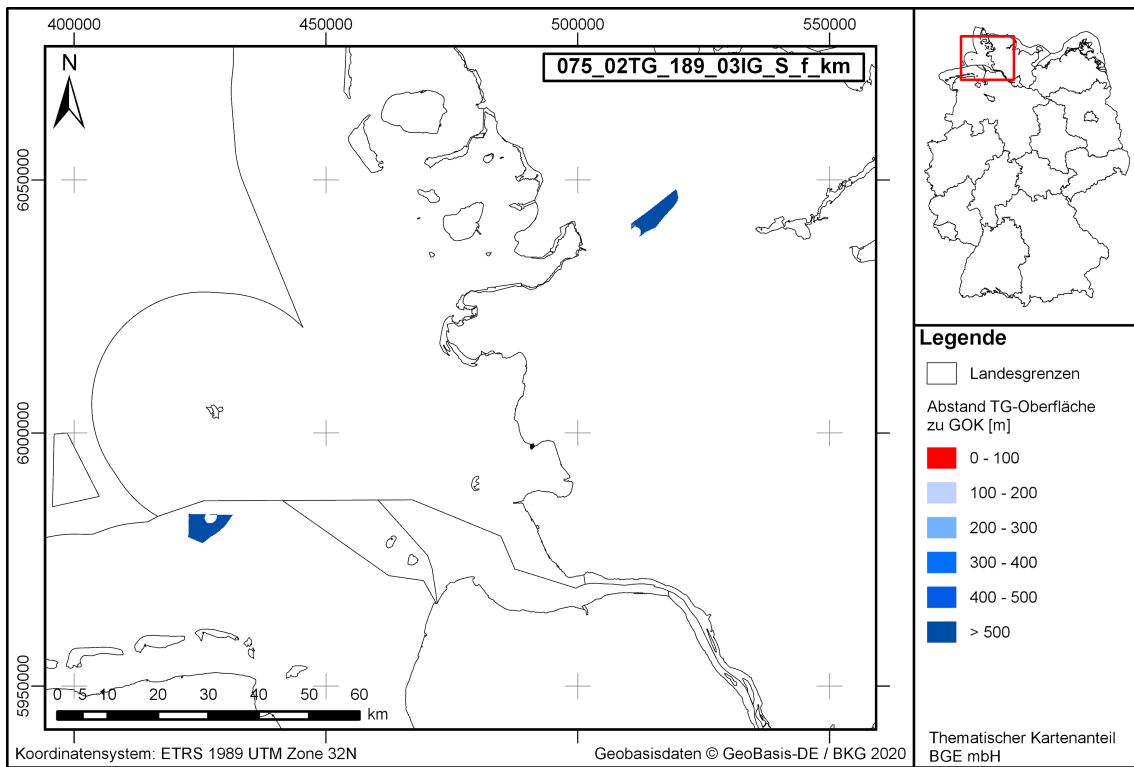 400000 450000 500000 550000
N
075_02TG_189_03IG_S_f_km
6050000
6000000
5950000
0 5 10 20 30 40 50 60
km
Koordinatensystem: ETRS 1989 UTM Zone 32N
Geobasisdaten © GeoBasis-DE / BKG 2020
Legende
Landesgrenzen
Abstand TG-Oberfläche
zu GOK [m]
0 - 100
100 - 200
200 - 300
300 - 400
400 - 500
> 500
Thematischer Kartenanteil
BGE mbH